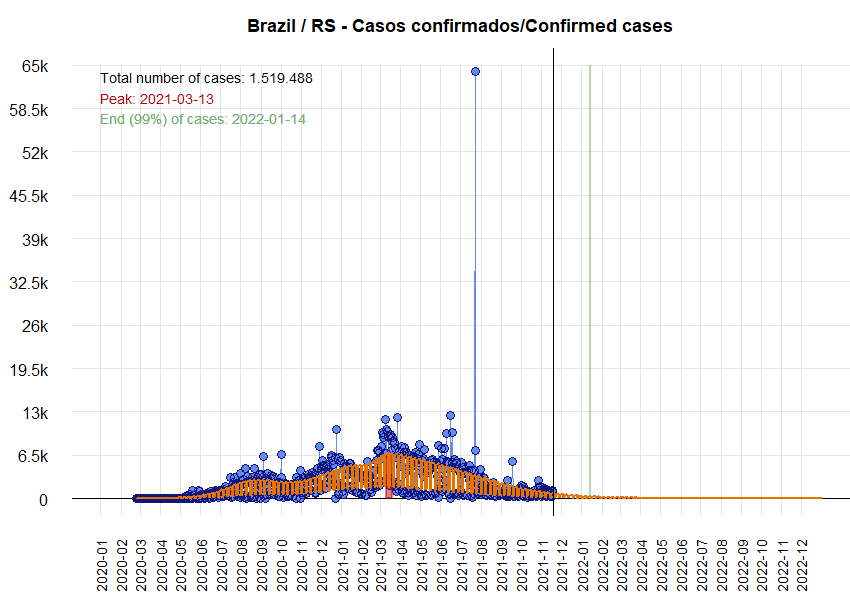 Brazil / RS - Casos confirmados/Confirmed cases
Total number of cases: 1.519.488
Peak: 2021-03-13
End (99%) of cases: 2022-01-14
65k
58.5k
52k
45.5k
39k
32.5k
26k
19.5k
13k
6.5k
0
2020-01
2020-02
2020-03
2020-04
2020-05
2020-06
2020-07
2020-08
2020-09
2020-10
2020-11
2020-12
2021-01
2021-02
2021-03
2021-04
2021-05
2021-06
2021-07
2021-08
2021-09
2021-10
2021-11
2021-12
2022-01
2022-02
2022-03
2022-04
2022-05
2022-06
2022-07
2022-08
2022-09
2022-10
2022-11
2022-12